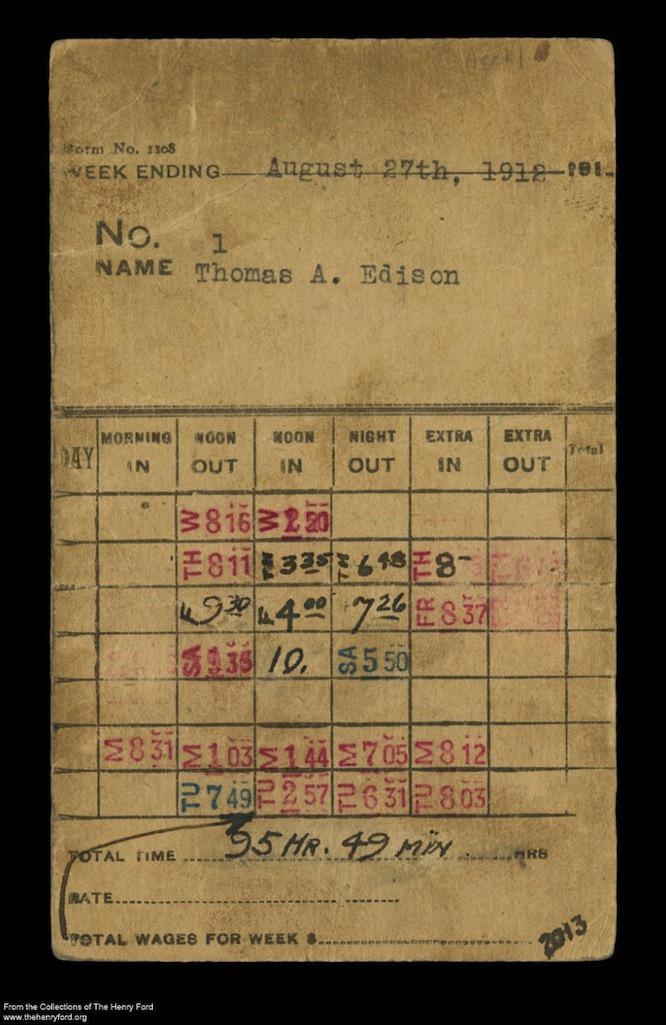 Form No. 1108
WEEK ENDING August 27th, 1912 191
No. 1
NAME Thomas A. Edison
DAY MORNING IN NOON OUT NOON IN NIGHT OUT EXTRA IN EXTRA OUT Total
W 8 16 W 2 50
TH 8 11 3 35 6 48 TH 8-
F 9 30 F 4 00 7 26 FR 8 37
SA 9 35 10. SA 5 50
M 8 31 M 1 03 M 1 44 M 7 05 M 8 12
TU 7 49 TU 2 57 TU 6 31 TU 8 03
TOTAL TIME 95 HR. 49 MIN HRS
RATE
TOTAL WAGES FOR WEEK $
2013
From the Collections of The Henry Ford
www.thehenryford.org